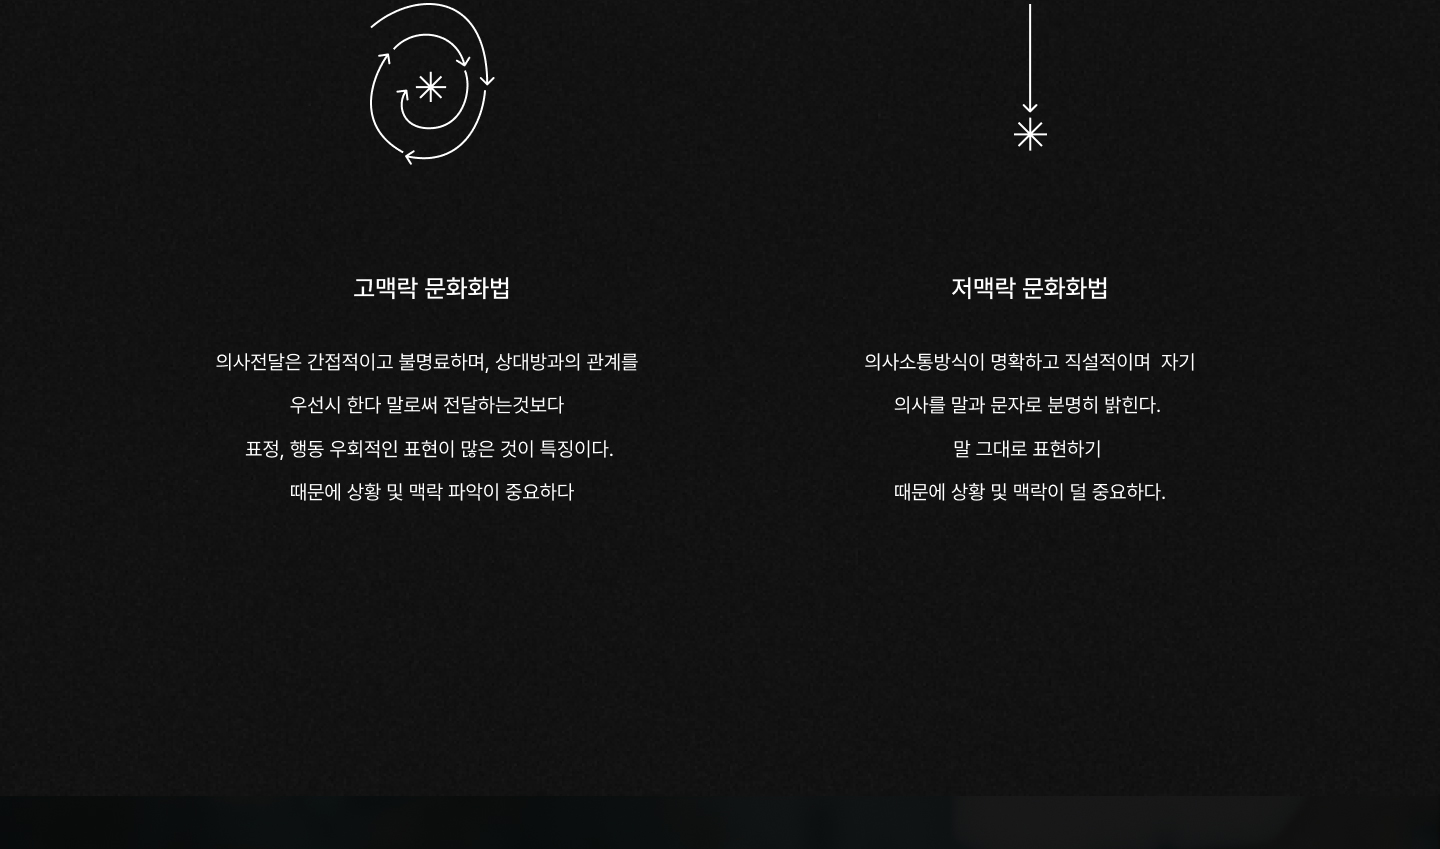 고맥락 문화화법
의사전달은 간접적이고 불명료하며, 상대방과의 관계를
우선시 한다 말로써 전달하는것보다
표정, 행동 우회적인 표현이 많은 것이 특징이다.
때문에 상황 및 맥락 파악이 중요하다
저맥락 문화화법
의사소통방식이 명확하고 직설적이며  자기
의사를 말과 문자로 분명히 밝힌다.
말 그대로 표현하기
때문에 상황 및 맥락이 덜 중요하다.